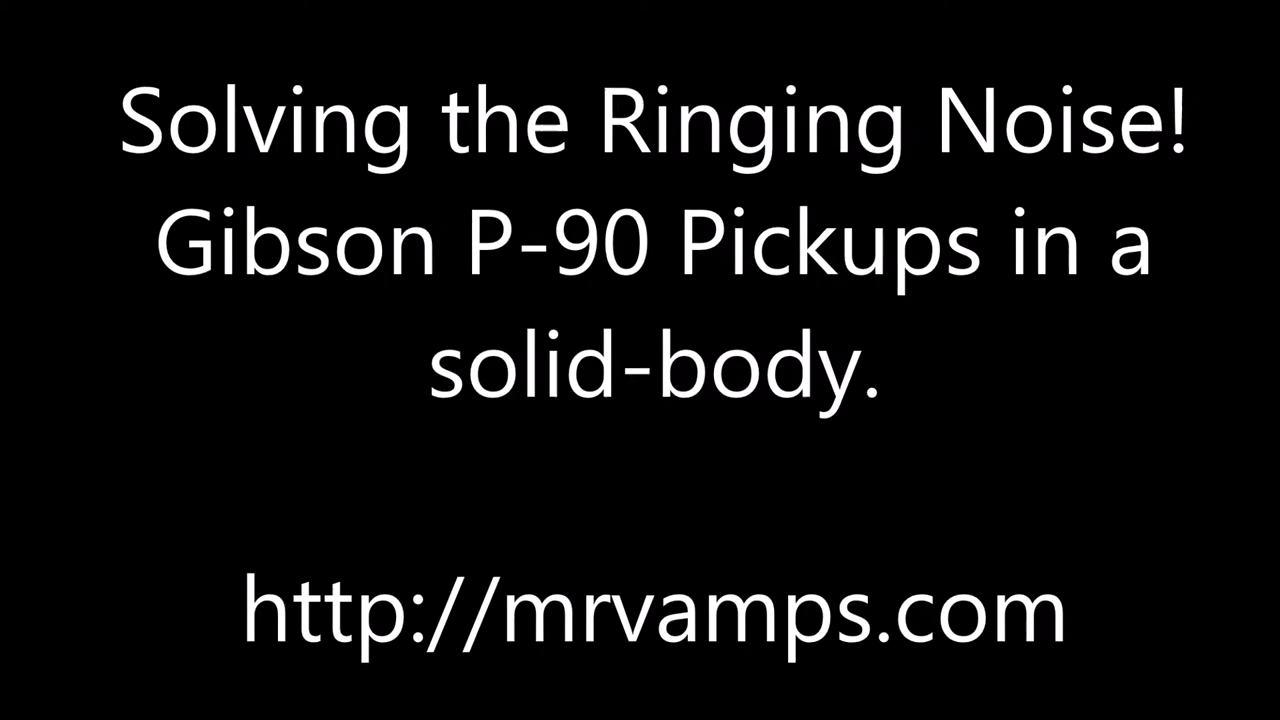 Solving the Ringing Noise!
Gibson P-90 Pickups in a
solid-body.
http://mrvamps.com